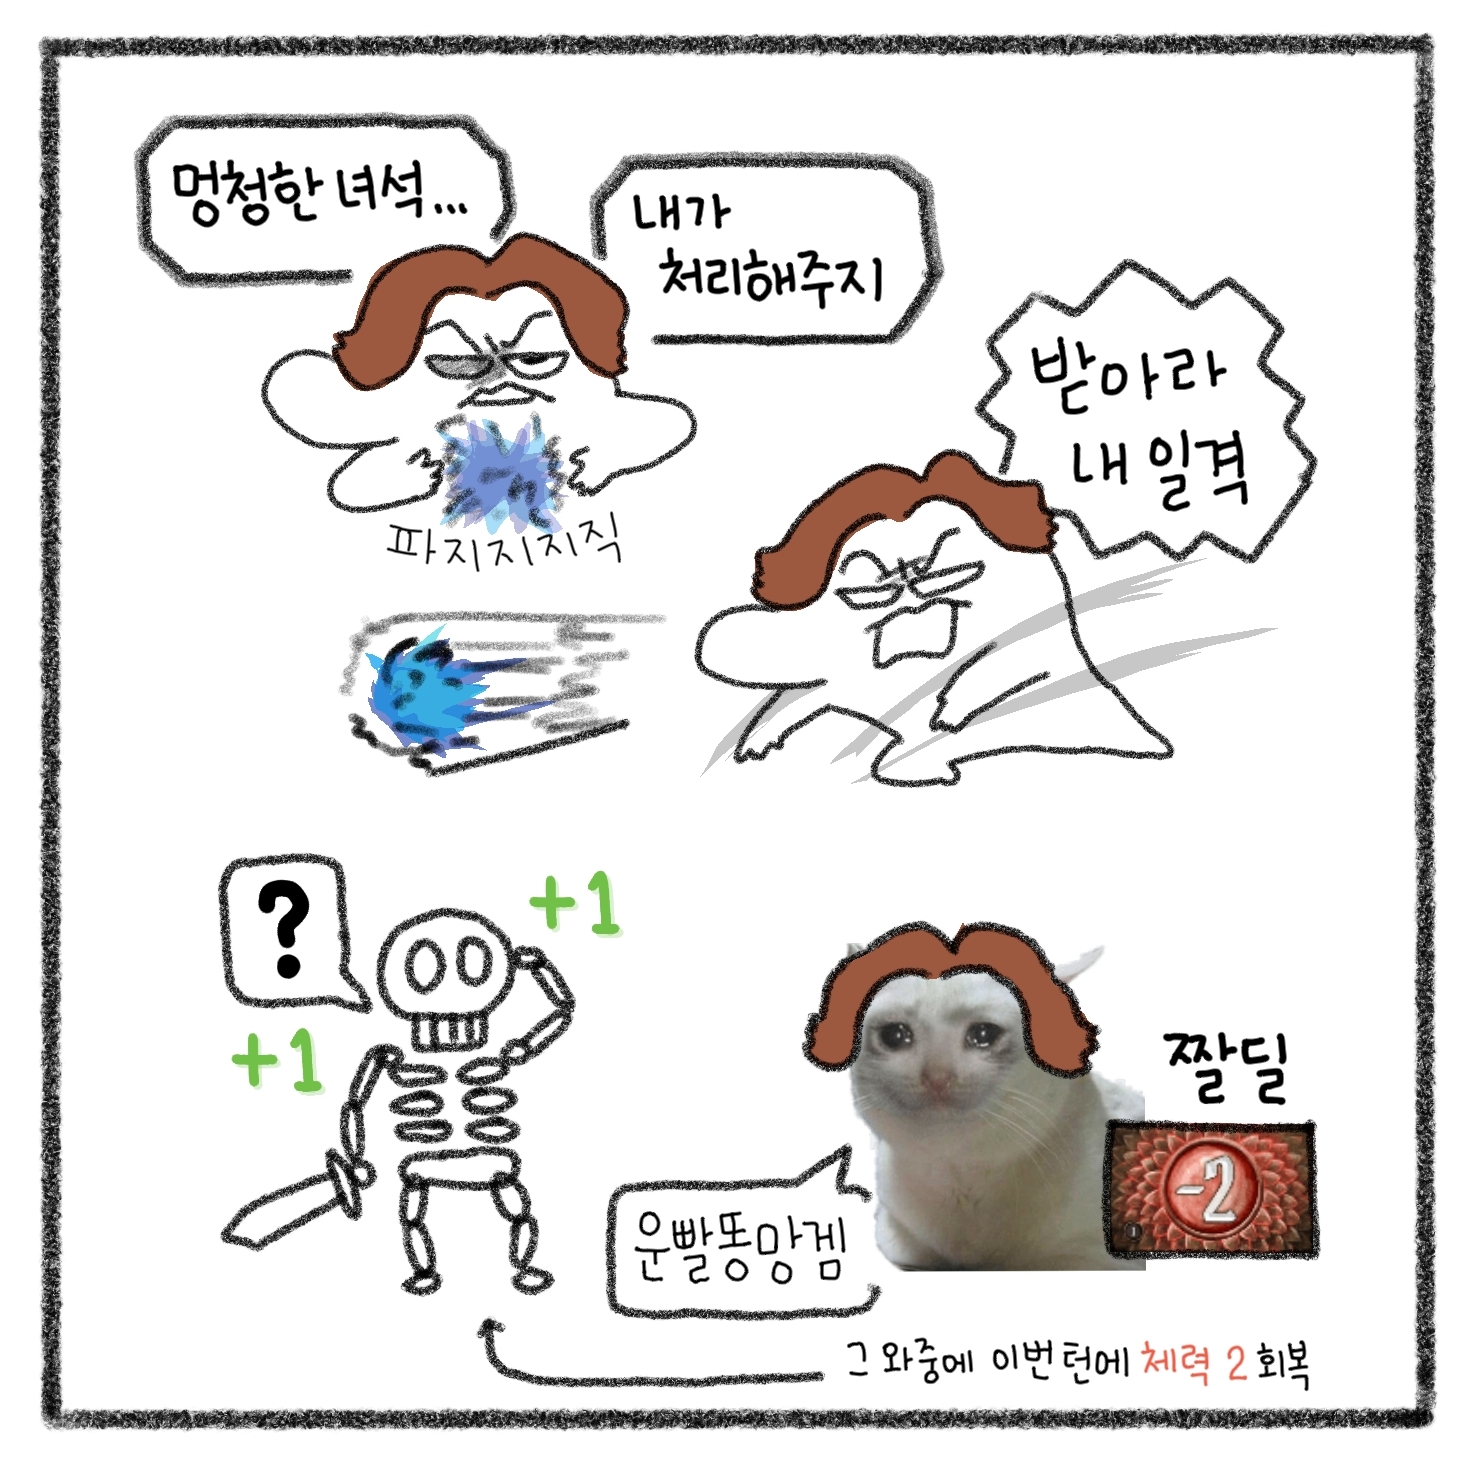 멍청한 녀석...
내가
처리해주지
파지지지직
받아라
내 일격
?
+1
+1
짤딜
-2
1
운빨똥망겜
그 와중에 이번 턴에 체력 2 회복